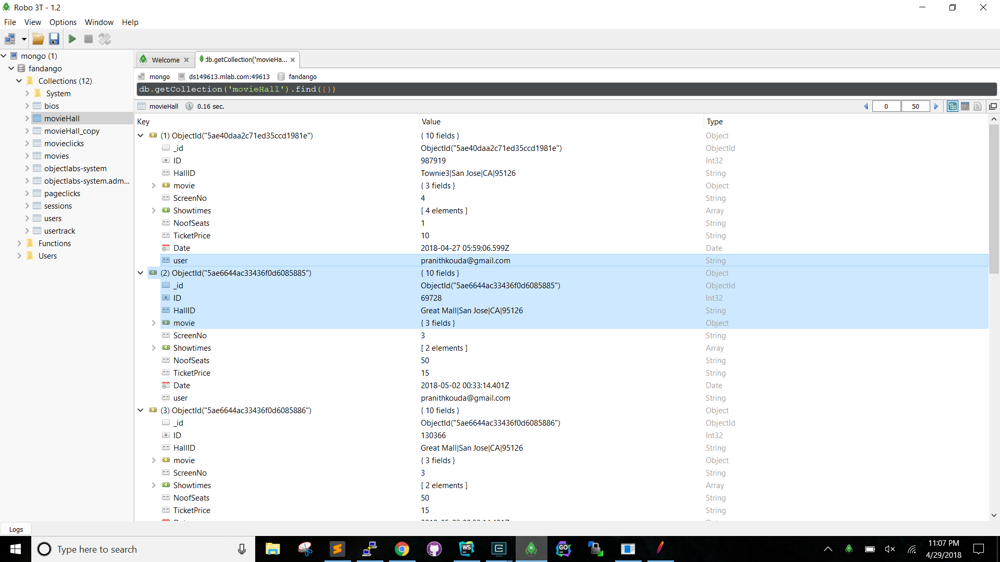 Robo 3T - 1.2
File View Options Window Help
mongo (1)
fandango
Collections (12)
System
bios
movieHall
movieHall_copy
movieclicks
movies
objectlabs-system
objectlabs-system.adm...
pageclicks
sessions
users
usertrack
Functions
Users
Welcome
db.getCollection('movieHa...
mongo ds149613.mlab.com:49613 fandango
db.getCollection('movieHall').find({})
movieHall 0.16 sec. 0 50
Key Value Type
(1) ObjectId("5ae40daa2c71ed35ccd1981e") { 10 fields } Object
_id ObjectId("5ae40daa2c71ed35ccd1981e") ObjectId
ID 987919 Int32
HallID Townie3|San Jose|CA|95126 String
movie { 3 fields } Object
ScreenNo 4 String
Showtimes [ 4 elements ] Array
NoofSeats 1 String
TicketPrice 10 String
Date 2018-04-27 05:59:06.599Z Date
user pranithkouda@gmail.com String
(2) ObjectId("5ae6644ac33436f0d6085885") { 10 fields } Object
_id ObjectId("5ae6644ac33436f0d6085885") ObjectId
ID 69728 Int32
HallID Great Mall|San Jose|CA|95126 String
movie { 3 fields } Object
ScreenNo 3 String
Showtimes [ 2 elements ] Array
NoofSeats 50 String
TicketPrice 15 String
Date 2018-05-02 00:33:14.401Z Date
user pranithkouda@gmail.com String
(3) ObjectId("5ae6644ac33436f0d6085886") { 10 fields } Object
_id ObjectId("5ae6644ac33436f0d6085886") ObjectId
ID 130366 Int32
HallID Great Mall|San Jose|CA|95126 String
movie { 3 fields } Object
ScreenNo 3 String
Showtimes [ 2 elements ] Array
NoofSeats 50 String
TicketPrice 15 String
Logs
Type here to search
WS
GO
11:07 PM
4/29/2018